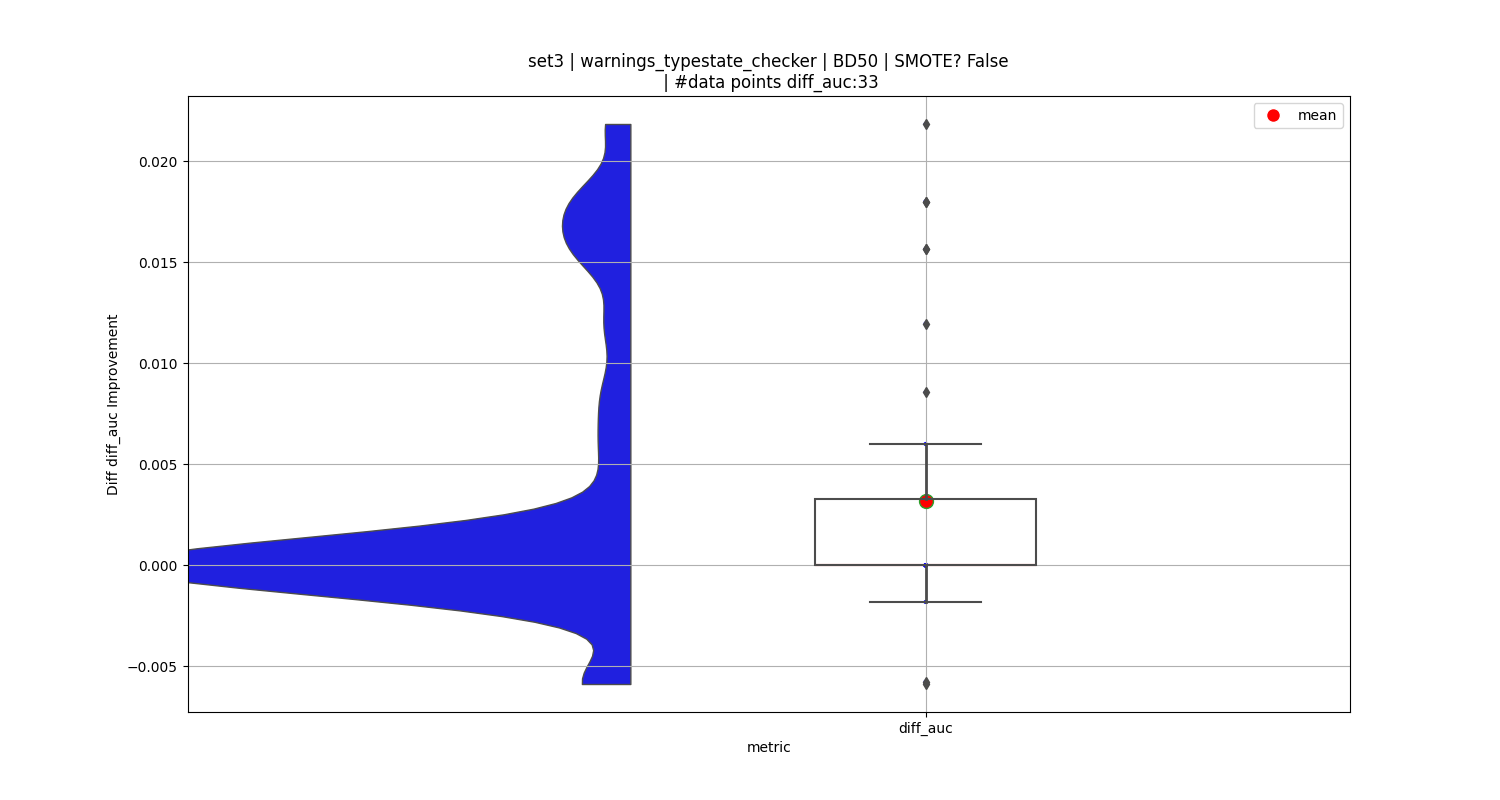 set3 | warnings_typestate_checker | BD50 | SMOTE? False
| #data points diff_auc:33
mean
0.020
0.015
0.010
0.005
0.000
−0.005
Diff diff_auc Improvement
diff_auc
metric